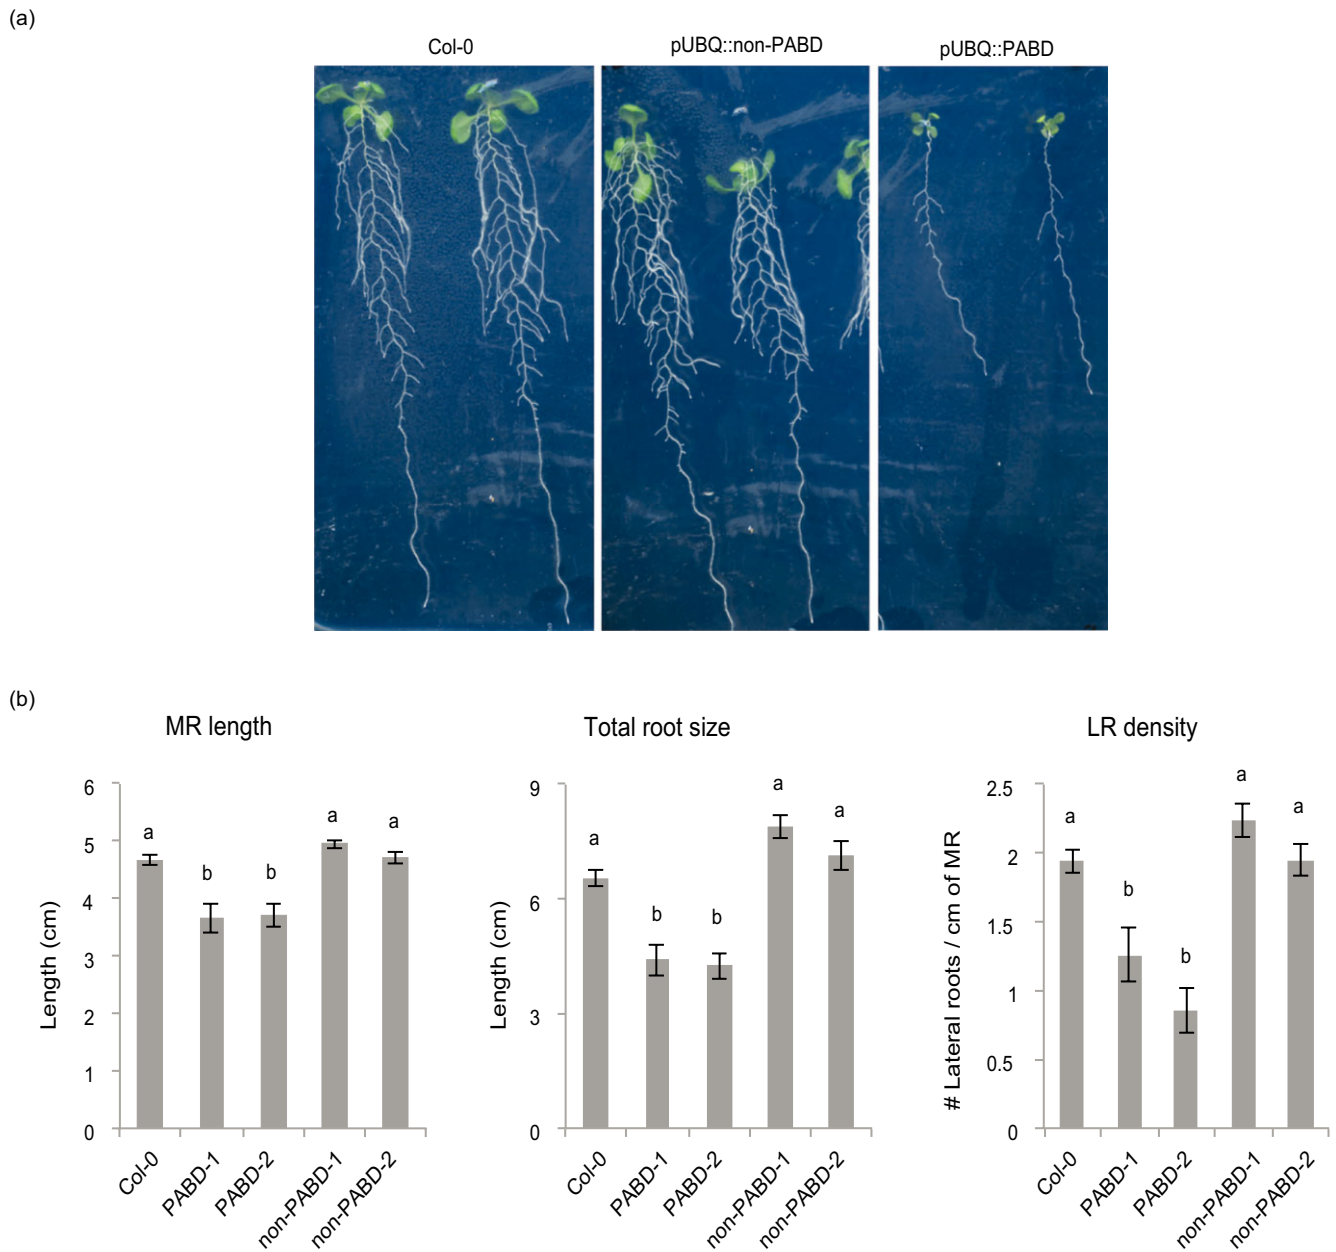 (a)
Col-0
pUBQ::non-PABD
pUBQ::PABD
(b)
MR length
Total root size
LR density
Length (cm)
6
5
4
3
2
1
0
a
b
b
a
a
Col-0
PABD-1
PABD-2
non-PABD-1
non-PABD-2
Length (cm)
9
6
3
0
a
b
b
a
a
Col-0
PABD-1
PABD-2
non-PABD-1
non-PABD-2
# Lateral roots / cm of MR
2.5
2
1.5
1
0.5
0
a
b
b
a
a
Col-0
PABD-1
PABD-2
non-PABD-1
non-PABD-2